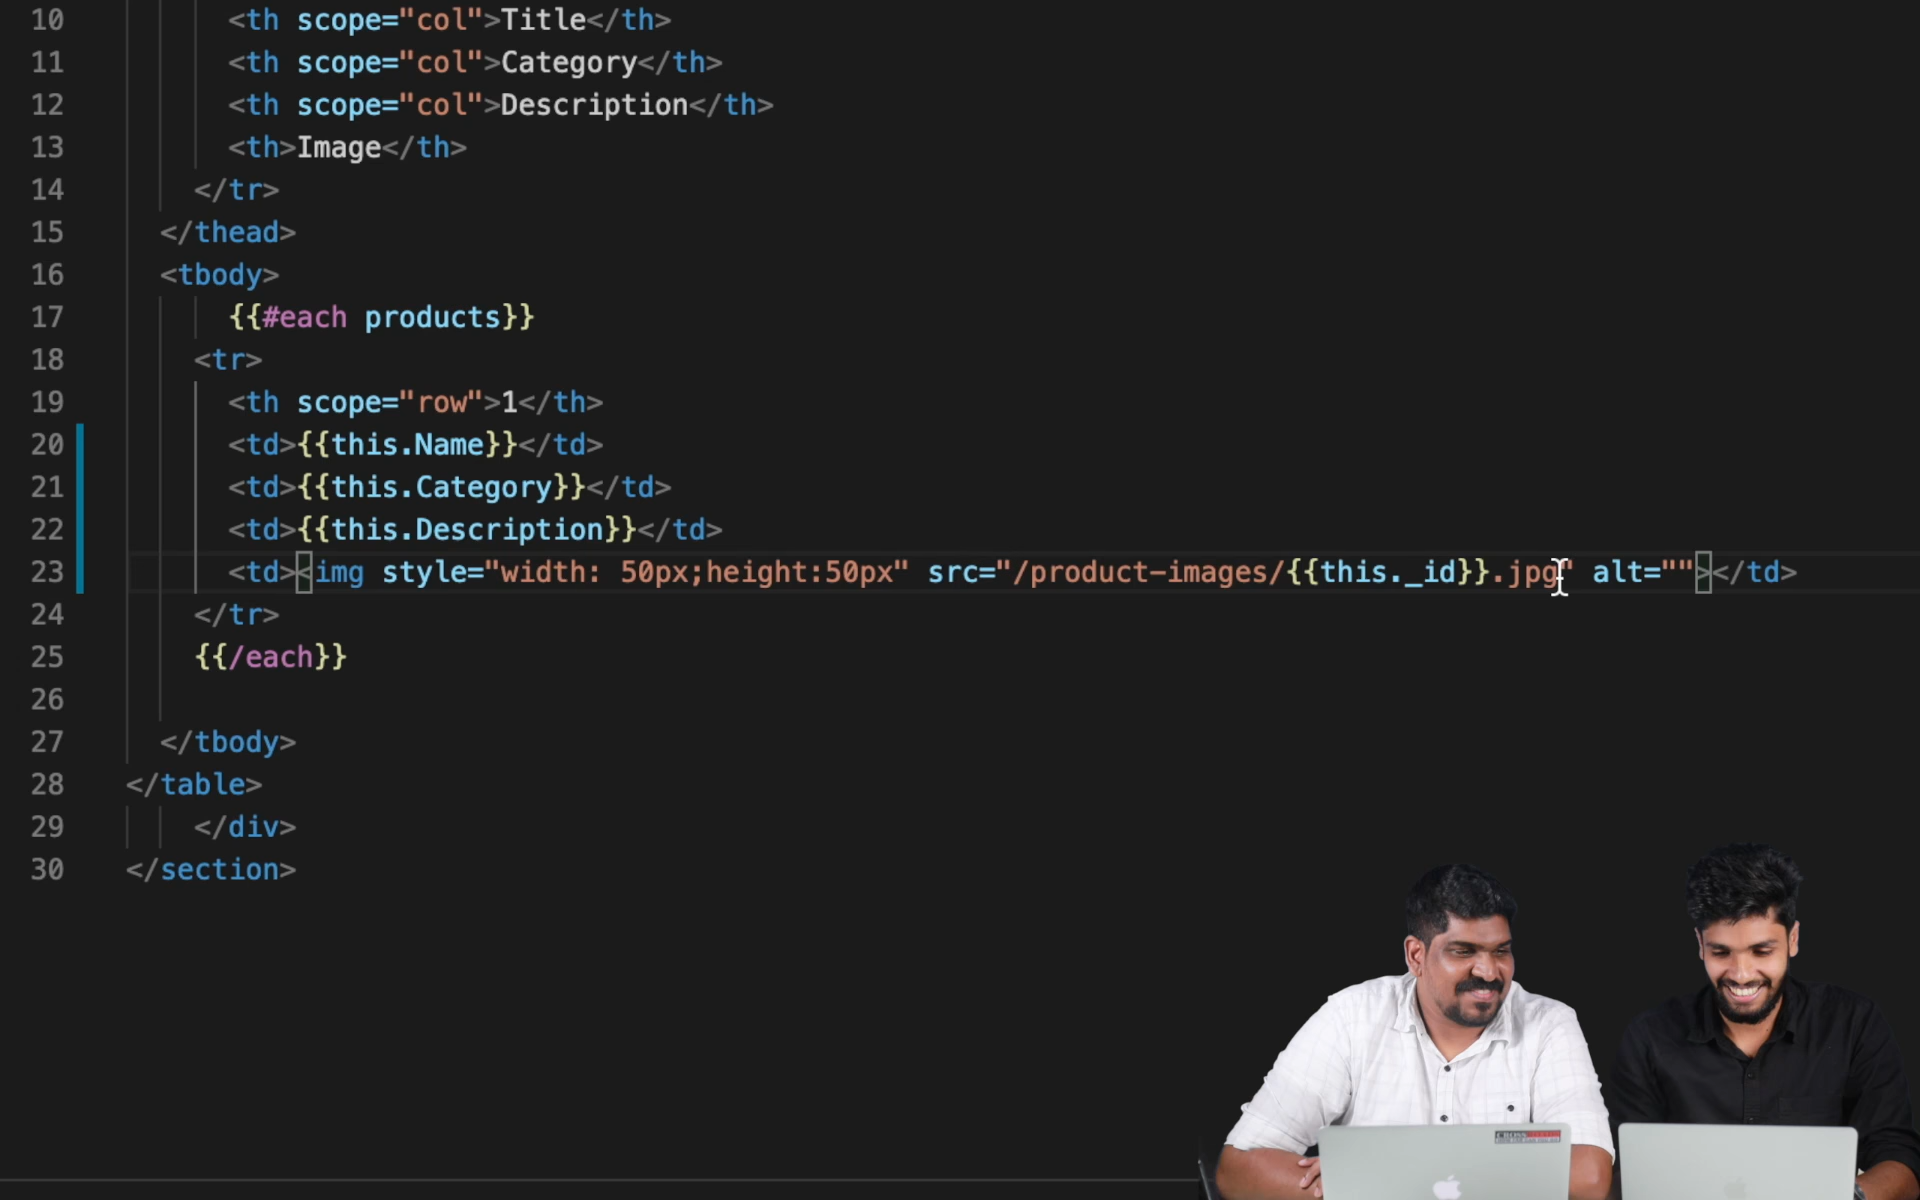 10 <th scope="col">Title</th>
11 <th scope="col">Category</th>
12 <th scope="col">Description</th>
13 <th>Image</th>
14 </tr>
15 </thead>
16 <tbody>
17 {{#each products}}
18 <tr>
19 <th scope="row">1</th>
20 <td>{{this.Name}}</td>
21 <td>{{this.Category}}</td>
22 <td>{{this.Description}}</td>
23 <td><img style="width: 50px;height:50px" src="/product-images/{{this._id}}.jpg" alt=""></td>
24 </tr>
25 {{/each}}
26
27 </tbody>
28 </table>
29 </div>
30 </section>